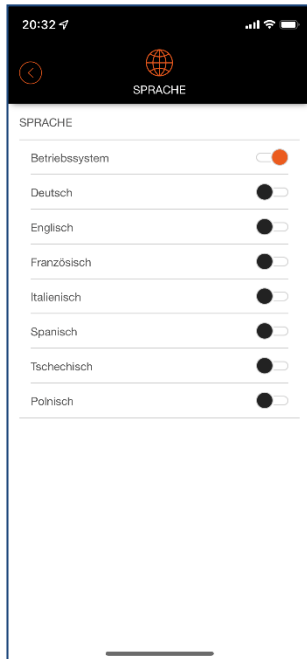 20:32
SPRACHE
SPRACHE
Betriebssystem
Deutsch
Englisch
Französisch
Italienisch
Spanisch
Tschechisch
Polnisch